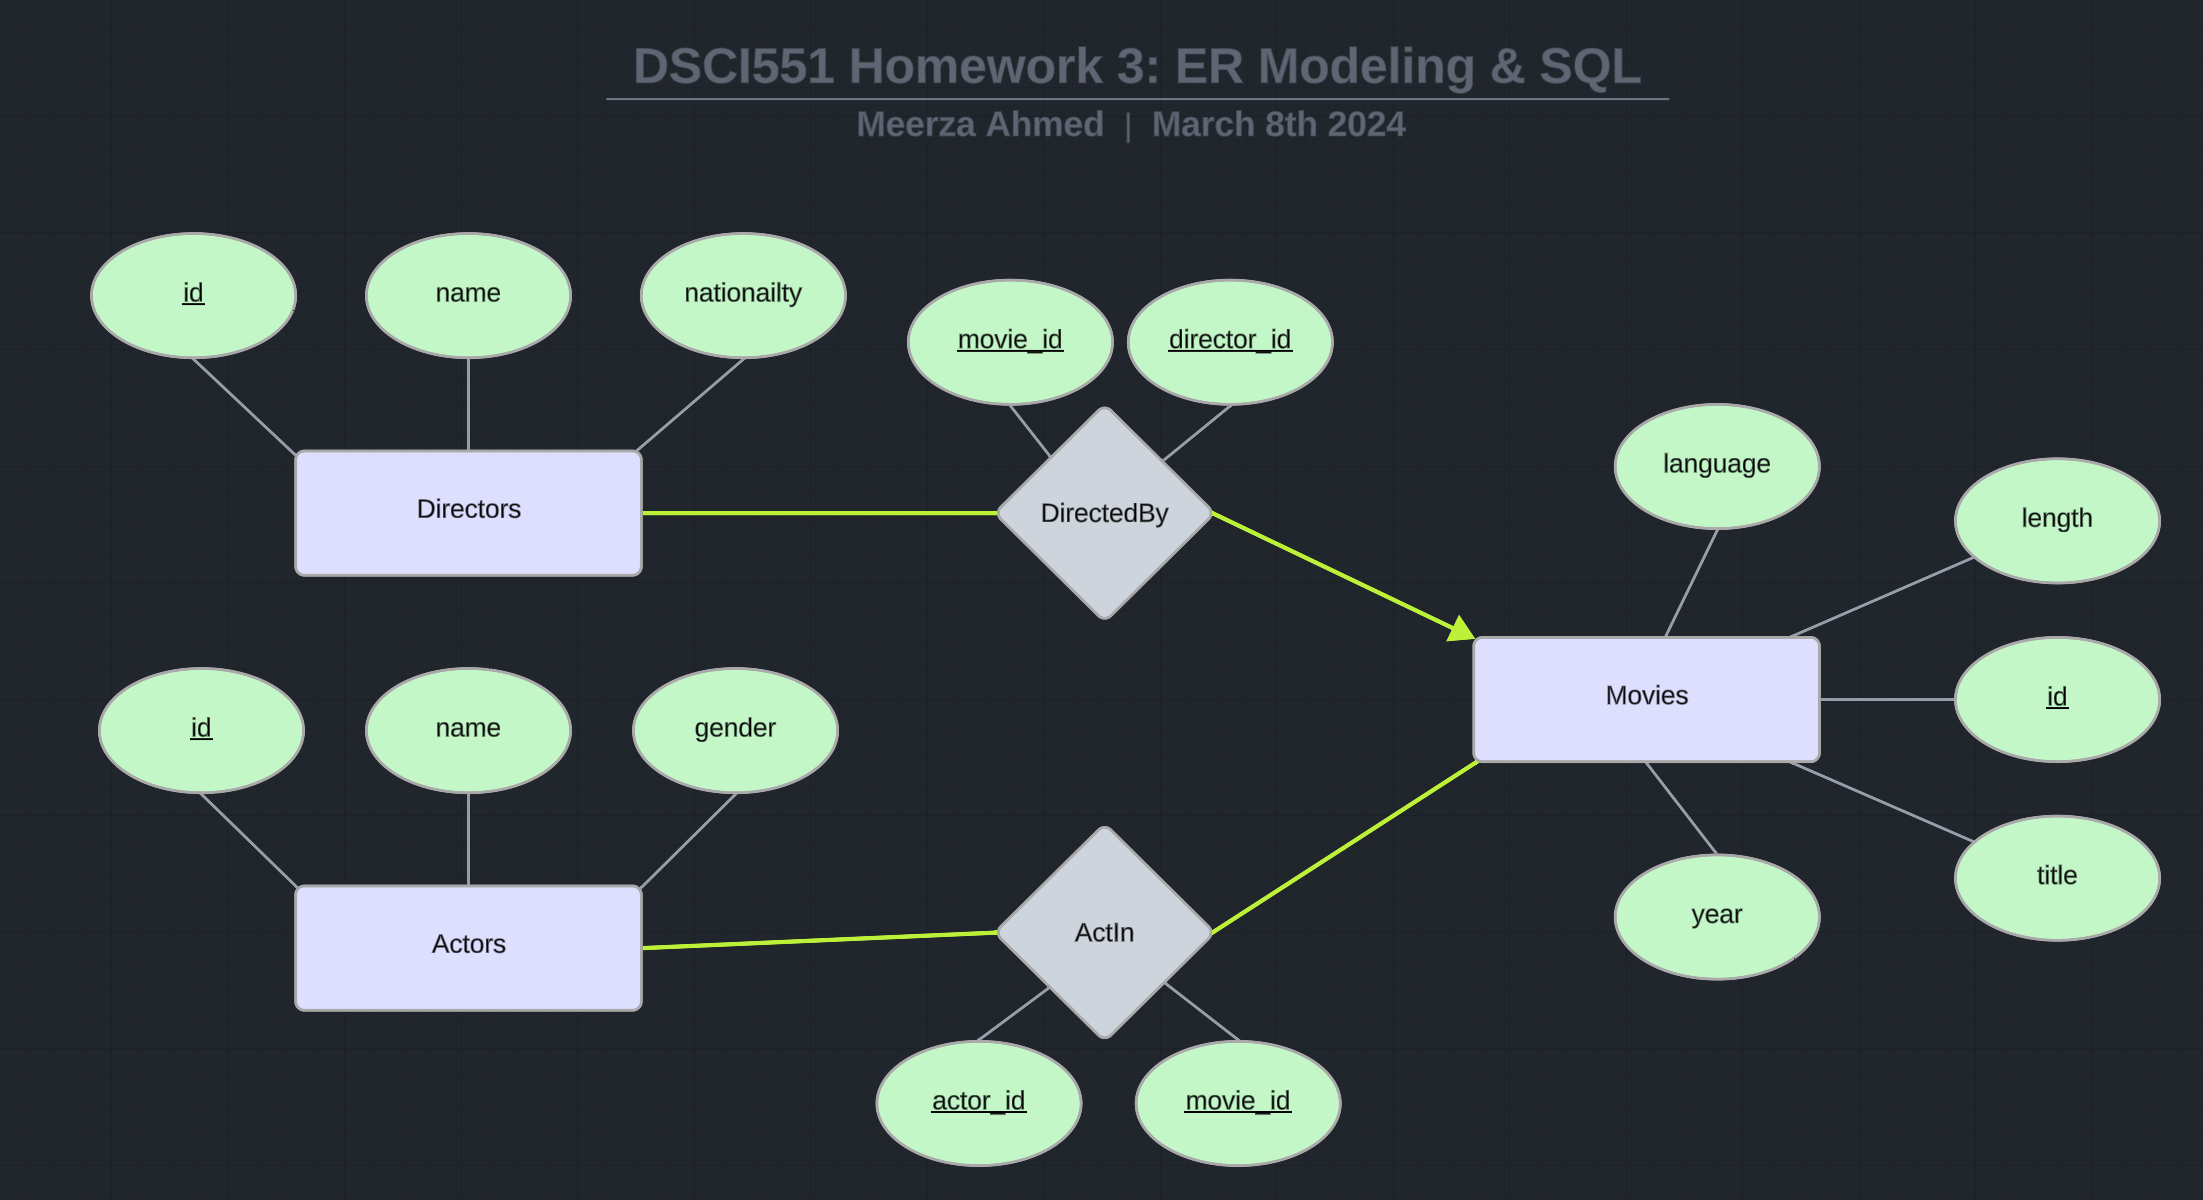 DSCI551 Homework 3: ER Modeling & SQL
Meerza Ahmed | March 8th 2024
id
name
nationailty
movie_id
director_id
Directors
DirectedBy
language
length
id
name
gender
Movies
id
Actors
ActIn
year
title
actor_id
movie_id